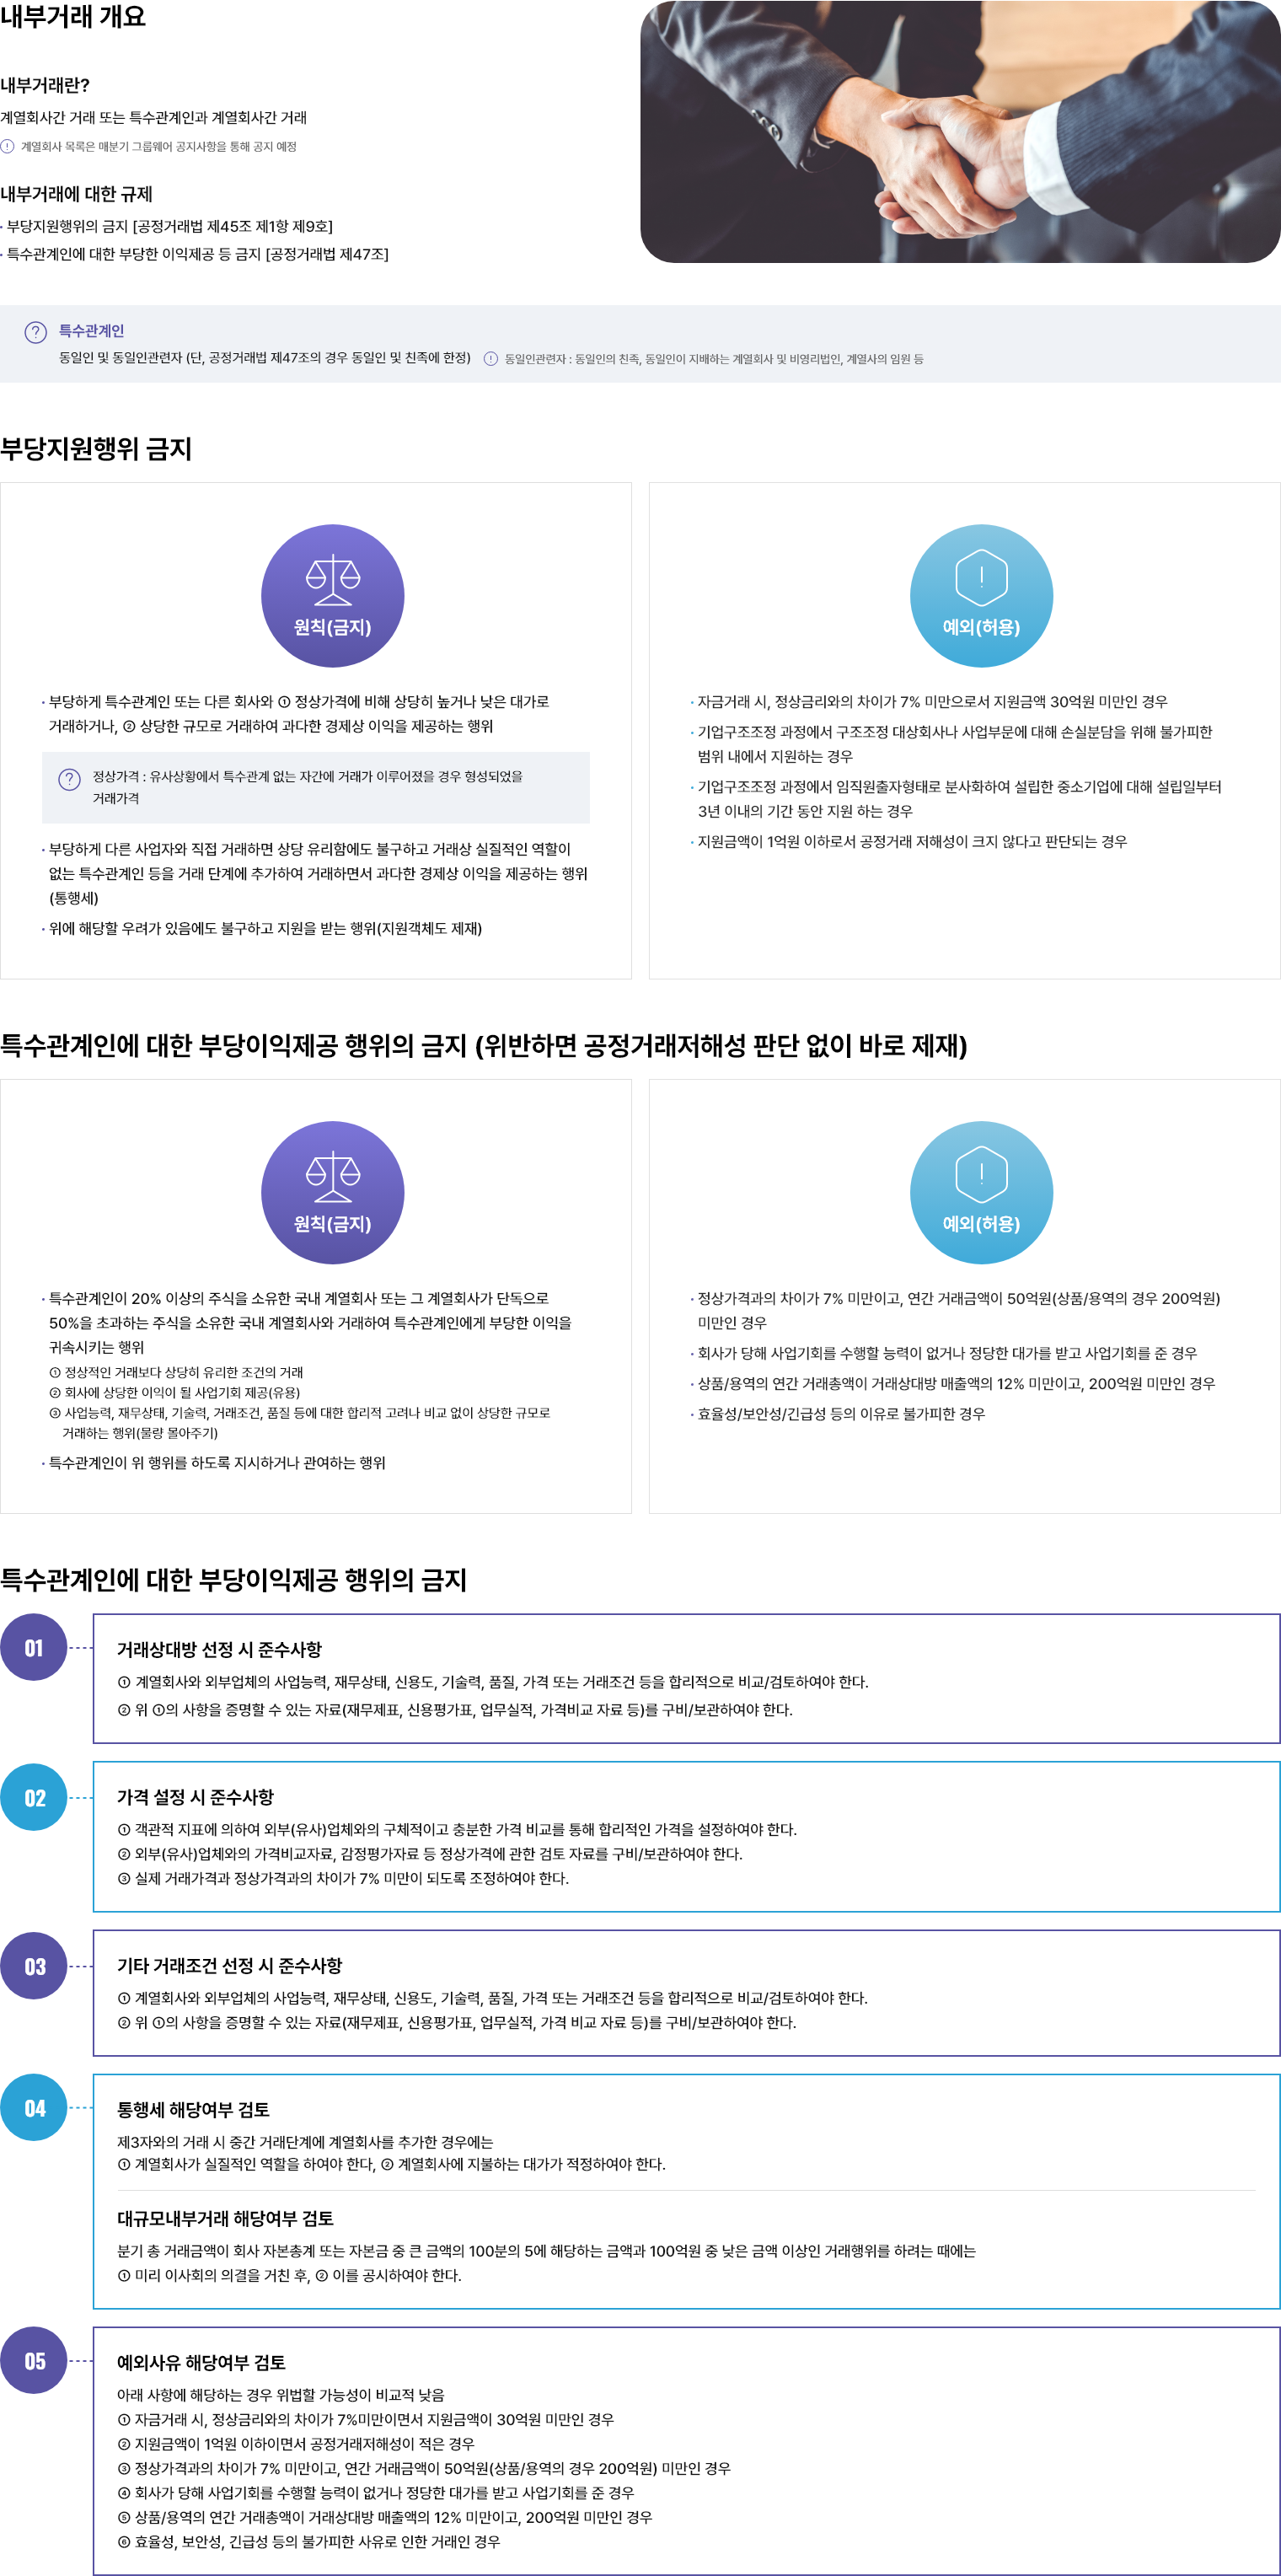 내부거래 개요
내부거래란?
계열회사간 거래 또는 특수관계인과 계열회사간 거래
계열회사 목록은 매분기 그룹웨어 공지사항을 통해 공지 예정
내부거래에 대한 규제
· 부당지원행위의 금지 [공정거래법 제45조 제1항 제9호]
· 특수관계인에 대한 부당한 이익제공 등 금지 [공정거래법 제47조]
특수관계인
동일인 및 동일인관련자 (단, 공정거래법 제47조의 경우 동일인 및 친족에 한정) 동일인관련자 : 동일인의 친족, 동일인이 지배하는 계열회사 및 비영리법인, 계열사의 임원 등
부당지원행위 금지
원칙(금지)
· 부당하게 특수관계인 또는 다른 회사와 ① 정상가격에 비해 상당히 높거나 낮은 대가로
거래하거나, ② 상당한 규모로 거래하여 과다한 경제상 이익을 제공하는 행위
정상가격 : 유사상황에서 특수관계 없는 자간에 거래가 이루어졌을 경우 형성되었을
거래가격
· 부당하게 다른 사업자와 직접 거래하면 상당 유리함에도 불구하고 거래상 실질적인 역할이
없는 특수관계인 등을 거래 단계에 추가하여 거래하면서 과다한 경제상 이익을 제공하는 행위
(통행세)
· 위에 해당할 우려가 있음에도 불구하고 지원을 받는 행위(지원객체도 제재)
예외(허용)
· 자금거래 시, 정상금리와의 차이가 7% 미만으로서 지원금액 30억원 미만인 경우
· 기업구조조정 과정에서 구조조정 대상회사나 사업부문에 대해 손실분담을 위해 불가피한
범위 내에서 지원하는 경우
· 기업구조조정 과정에서 임직원출자형태로 분사화하여 설립한 중소기업에 대해 설립일부터
3년 이내의 기간 동안 지원 하는 경우
· 지원금액이 1억원 이하로서 공정거래 저해성이 크지 않다고 판단되는 경우
특수관계인에 대한 부당이익제공 행위의 금지 (위반하면 공정거래저해성 판단 없이 바로 제재)
원칙(금지)
· 특수관계인이 20% 이상의 주식을 소유한 국내 계열회사 또는 그 계열회사가 단독으로
50%을 초과하는 주식을 소유한 국내 계열회사와 거래하여 특수관계인에게 부당한 이익을
귀속시키는 행위
① 정상적인 거래보다 상당히 유리한 조건의 거래
② 회사에 상당한 이익이 될 사업기회 제공(유용)
③ 사업능력, 재무상태, 기술력, 거래조건, 품질 등에 대한 합리적 고려나 비교 없이 상당한 규모로
거래하는 행위(물량 몰아주기)
· 특수관계인이 위 행위를 하도록 지시하거나 관여하는 행위
예외(허용)
· 정상가격과의 차이가 7% 미만이고, 연간 거래금액이 50억원(상품/용역의 경우 200억원)
미만인 경우
· 회사가 당해 사업기회를 수행할 능력이 없거나 정당한 대가를 받고 사업기회를 준 경우
· 상품/용역의 연간 거래총액이 거래상대방 매출액의 12% 미만이고, 200억원 미만인 경우
· 효율성/보안성/긴급성 등의 이유로 불가피한 경우
특수관계인에 대한 부당이익제공 행위의 금지
01
거래상대방 선정 시 준수사항
① 계열회사와 외부업체의 사업능력, 재무상태, 신용도, 기술력, 품질, 가격 또는 거래조건 등을 합리적으로 비교/검토하여야 한다.
② 위 ①의 사항을 증명할 수 있는 자료(재무제표, 신용평가표, 업무실적, 가격비교 자료 등)를 구비/보관하여야 한다.
02
가격 설정 시 준수사항
① 객관적 지표에 의하여 외부(유사)업체와의 구체적이고 충분한 가격 비교를 통해 합리적인 가격을 설정하여야 한다.
② 외부(유사)업체와의 가격비교자료, 감정평가자료 등 정상가격에 관한 검토 자료를 구비/보관하여야 한다.
③ 실제 거래가격과 정상가격과의 차이가 7% 미만이 되도록 조정하여야 한다.
03
기타 거래조건 선정 시 준수사항
① 계열회사와 외부업체의 사업능력, 재무상태, 신용도, 기술력, 품질, 가격 또는 거래조건 등을 합리적으로 비교/검토하여야 한다.
② 위 ①의 사항을 증명할 수 있는 자료(재무제표, 신용평가표, 업무실적, 가격 비교 자료 등)를 구비/보관하여야 한다.
04
통행세 해당여부 검토
제3자와의 거래 시 중간 거래단계에 계열회사를 추가한 경우에는
① 계열회사가 실질적인 역할을 하여야 한다, ② 계열회사에 지불하는 대가가 적정하여야 한다.
대규모내부거래 해당여부 검토
분기 총 거래금액이 회사 자본총계 또는 자본금 중 큰 금액의 100분의 5에 해당하는 금액과 100억원 중 낮은 금액 이상인 거래행위를 하려는 때에는
① 미리 이사회의 의결을 거친 후, ② 이를 공시하여야 한다.
05
예외사유 해당여부 검토
아래 사항에 해당하는 경우 위법할 가능성이 비교적 낮음
① 자금거래 시, 정상금리와의 차이가 7%미만이면서 지원금액이 30억원 미만인 경우
② 지원금액이 1억원 이하이면서 공정거래저해성이 적은 경우
③ 정상가격과의 차이가 7% 미만이고, 연간 거래금액이 50억원(상품/용역의 경우 200억원) 미만인 경우
④ 회사가 당해 사업기회를 수행할 능력이 없거나 정당한 대가를 받고 사업기회를 준 경우
⑤ 상품/용역의 연간 거래총액이 거래상대방 매출액의 12% 미만이고, 200억원 미만인 경우
⑥ 효율성, 보안성, 긴급성 등의 불가피한 사유로 인한 거래인 경우